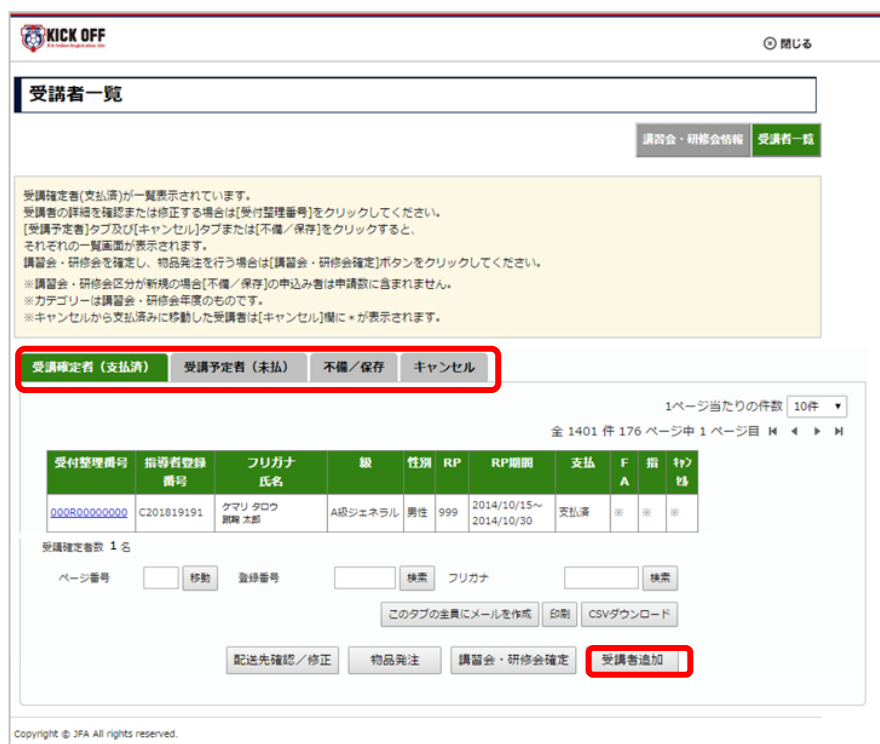 KICK OFF
JFA Online Registration Site
閉じる
受講者一覧
講習会・研修会情報 受講者一覧
受講確定者(支払済)が一覧表示されています。
受講者の詳細を確認または修正する場合は[受付整理番号]をクリックしてください。
[受講予定者]タブ及び[キャンセル]タブまたは[不備／保存]をクリックすると、
それぞれの一覧画面が表示されます。
講習会・研修会を確定し、物品発注を行う場合は[講習会・研修会確定]ボタンをクリックしてください。
※講習会・研修会区分が新規の場合[不備／保存]の申込み者は申請数に含まれません。
※カテゴリーは講習会・研修会年度のものです。
※キャンセルから支払済みに移動した受講者は[キャンセル]欄に*が表示されます。
受講確定者（支払済） 受講予定者（未払） 不備／保存 キャンセル
1ページ当たりの件数 10件
全 1401 件 176 ページ中 1 ページ目
受付整理番号 指導者登録番号 フリガナ 氏名 級 性別 RP RP期間 支払 FA 指 ｷｬﾝｾﾙ
000R00000000 C201819191 ケマリ タロウ 蹴鞠 太郎 A級ジェネラル 男性 999 2014/10/15～2014/10/30 支払済 ※ ※ ※
受講確定者数 1 名
ページ番号 移動 登録番号 検索 フリガナ 検索
このタブの全員にメールを作成 印刷 CSVダウンロード
配送先確認／修正 物品発注 講習会・研修会確定 受講者追加
Copyright © JFA All rights reserved.